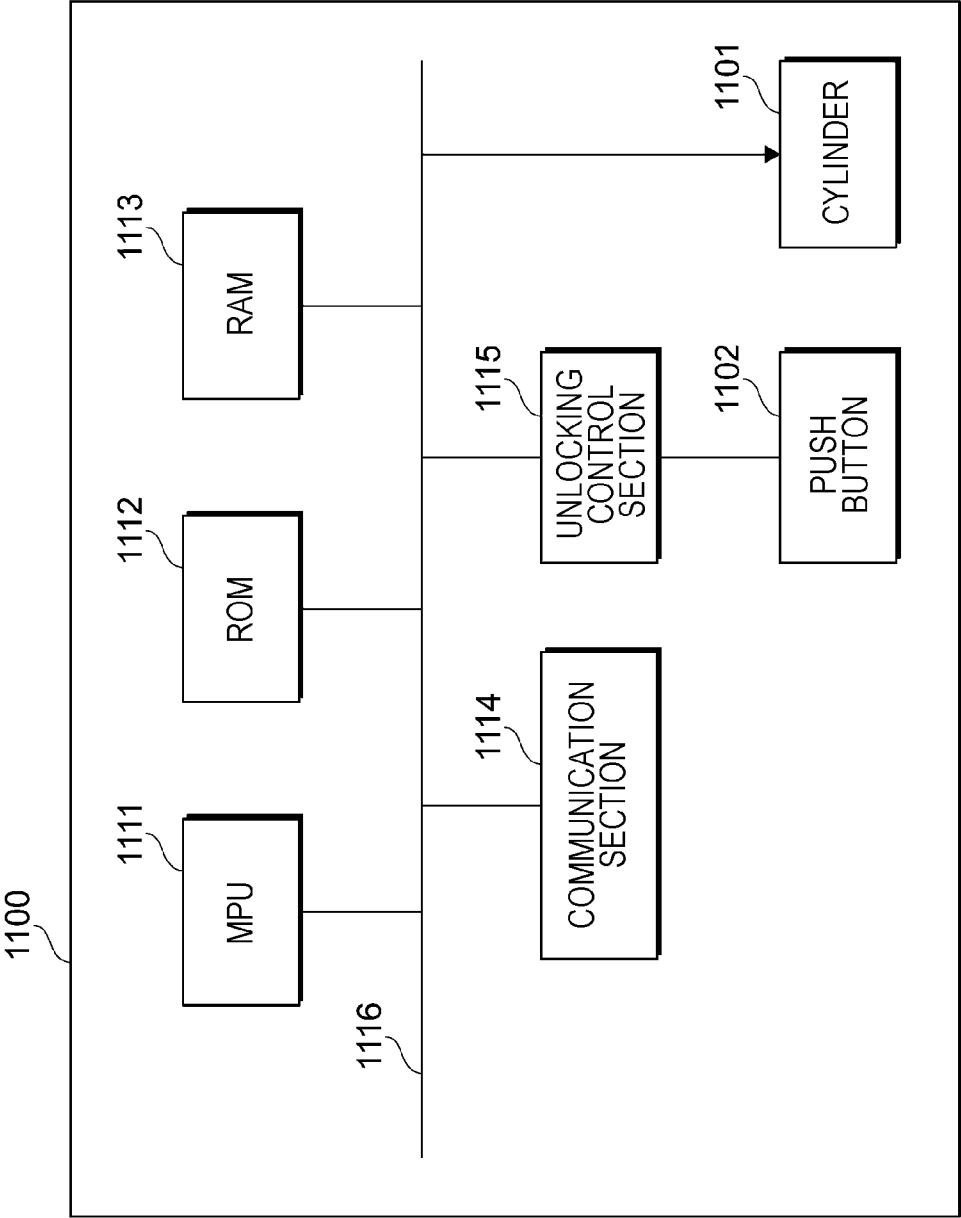 1100
1111
MPU
1112
ROM
1113
RAM
1116
1114
COMMUNICATION
SECTION
1115
UNLOCKING
CONTROL
SECTION
1101
CYLINDER
1102
PUSH
BUTTON